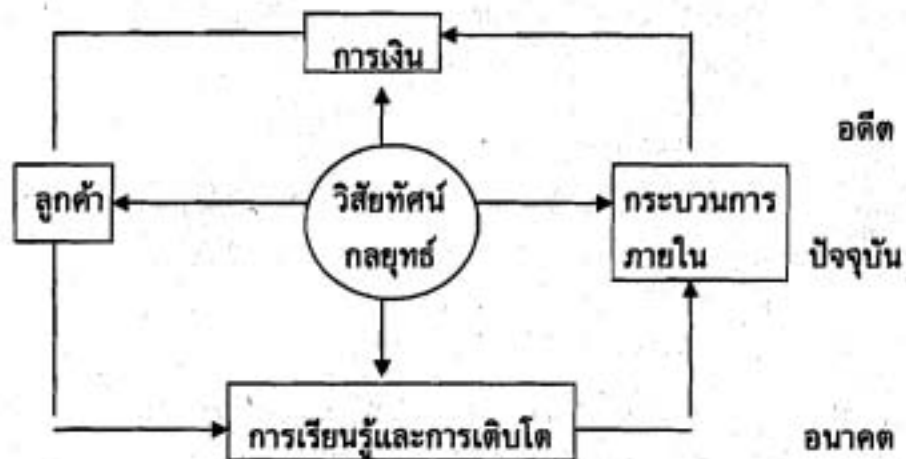 การเงิน
อดีต
ลูกค้า
วิสัยทัศน์
กลยุทธ์
กระบวนการ
ภายใน
ปัจจุบัน
การเรียนรู้และการเติบโต
อนาคต